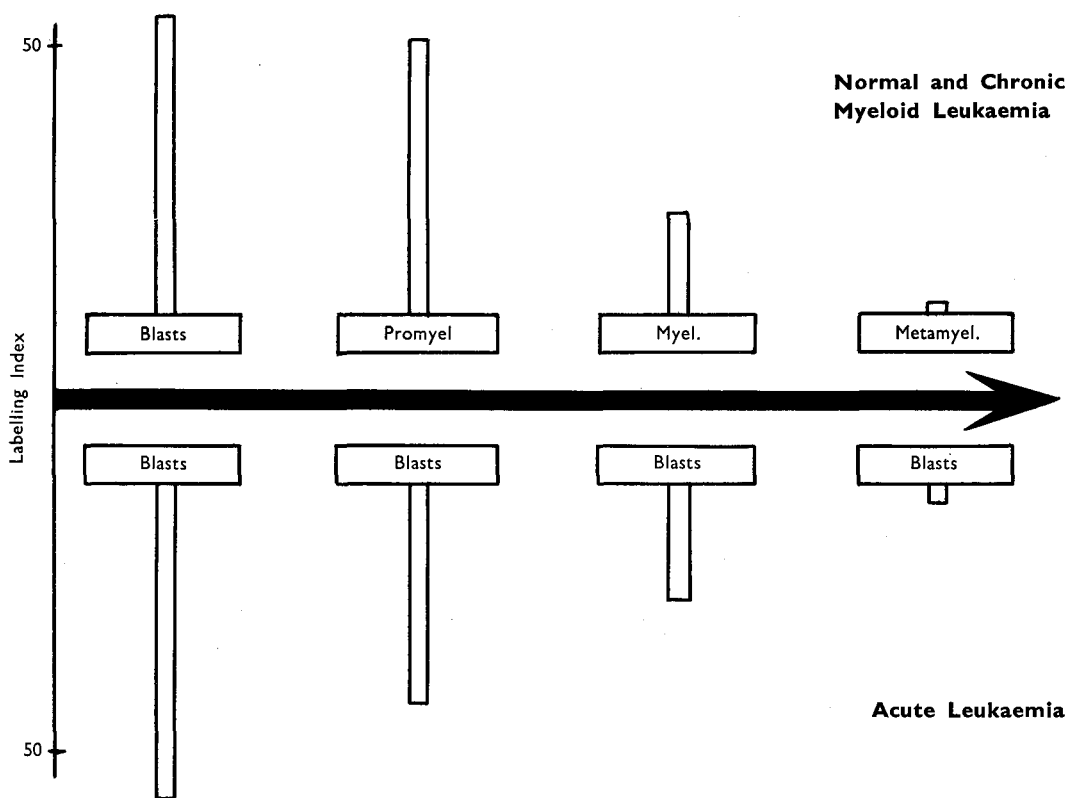 50
Normal and Chronic
Myeloid Leukaemia
Blasts
Promyel
Myel.
Metamyel.
Labelling Index
Blasts
Blasts
Blasts
Blasts
Acute Leukaemia
50